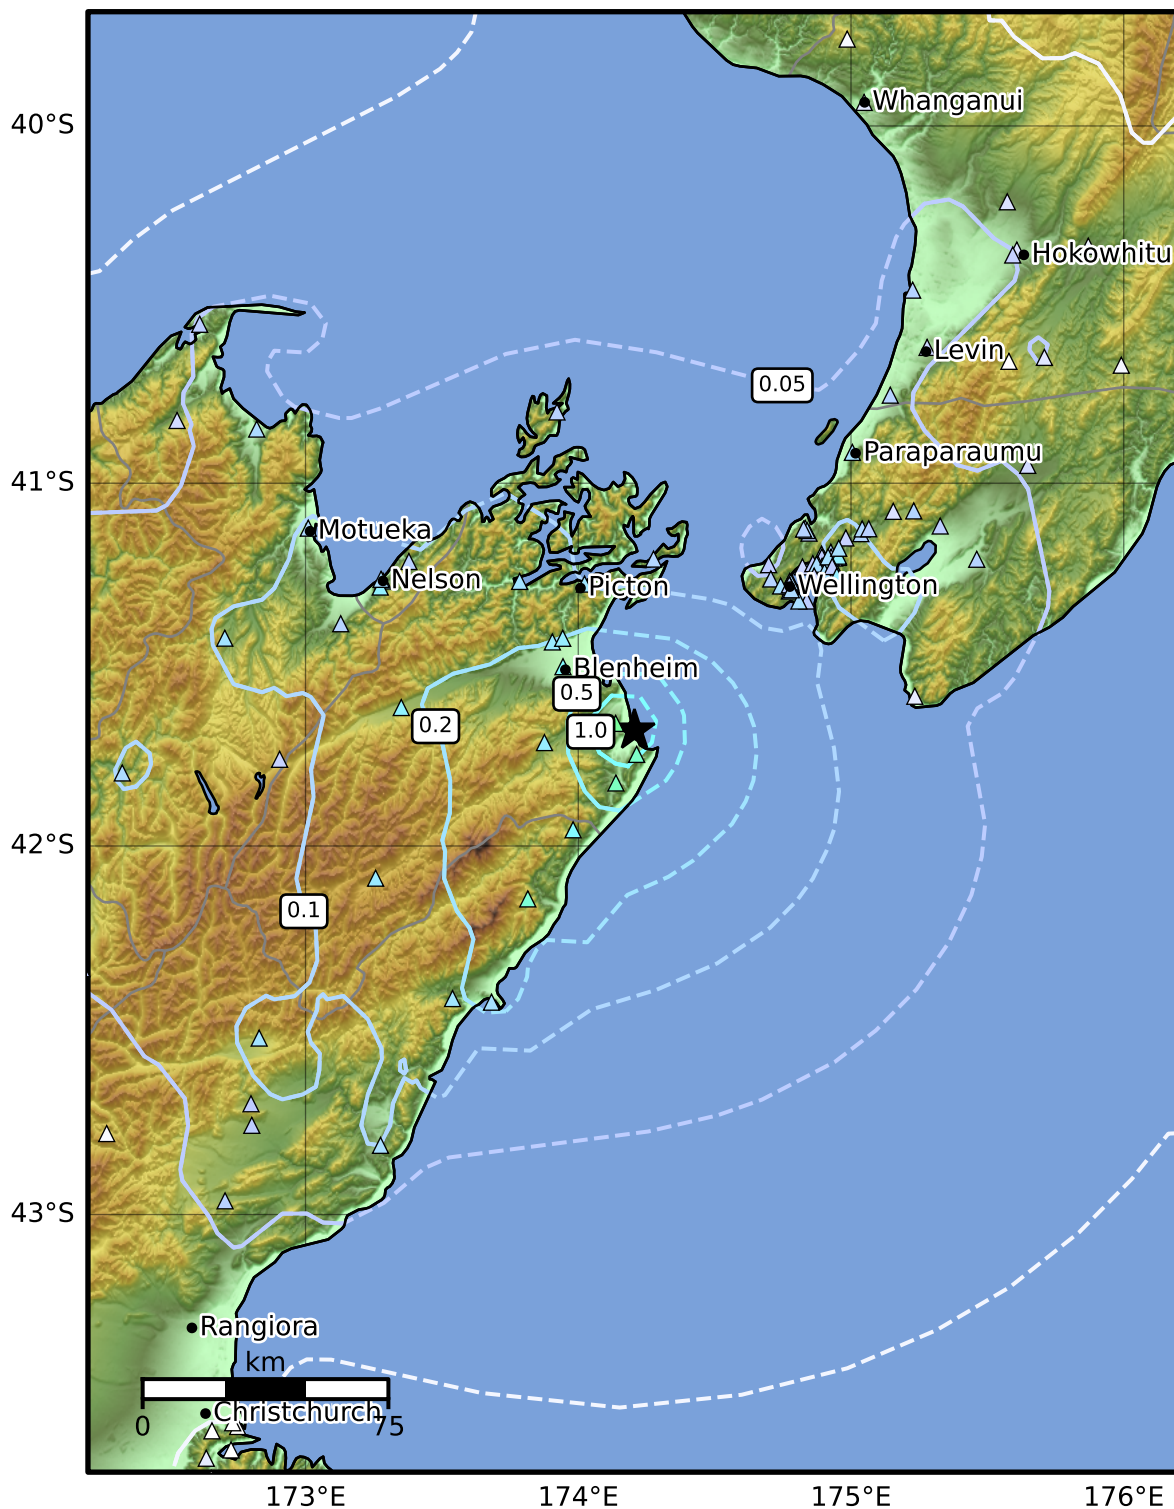 Whanganui
40°S
Hokowhitu
Levin
0.05
Paraparaumu
41°S
Motueka
Nelson
Picton
Wellington
Blenheim
0.5
0.2
1.0
42°S
0.1
43°S
Rangiora
km
Christchurch
0
75
173°E
174°E
175°E
176°E